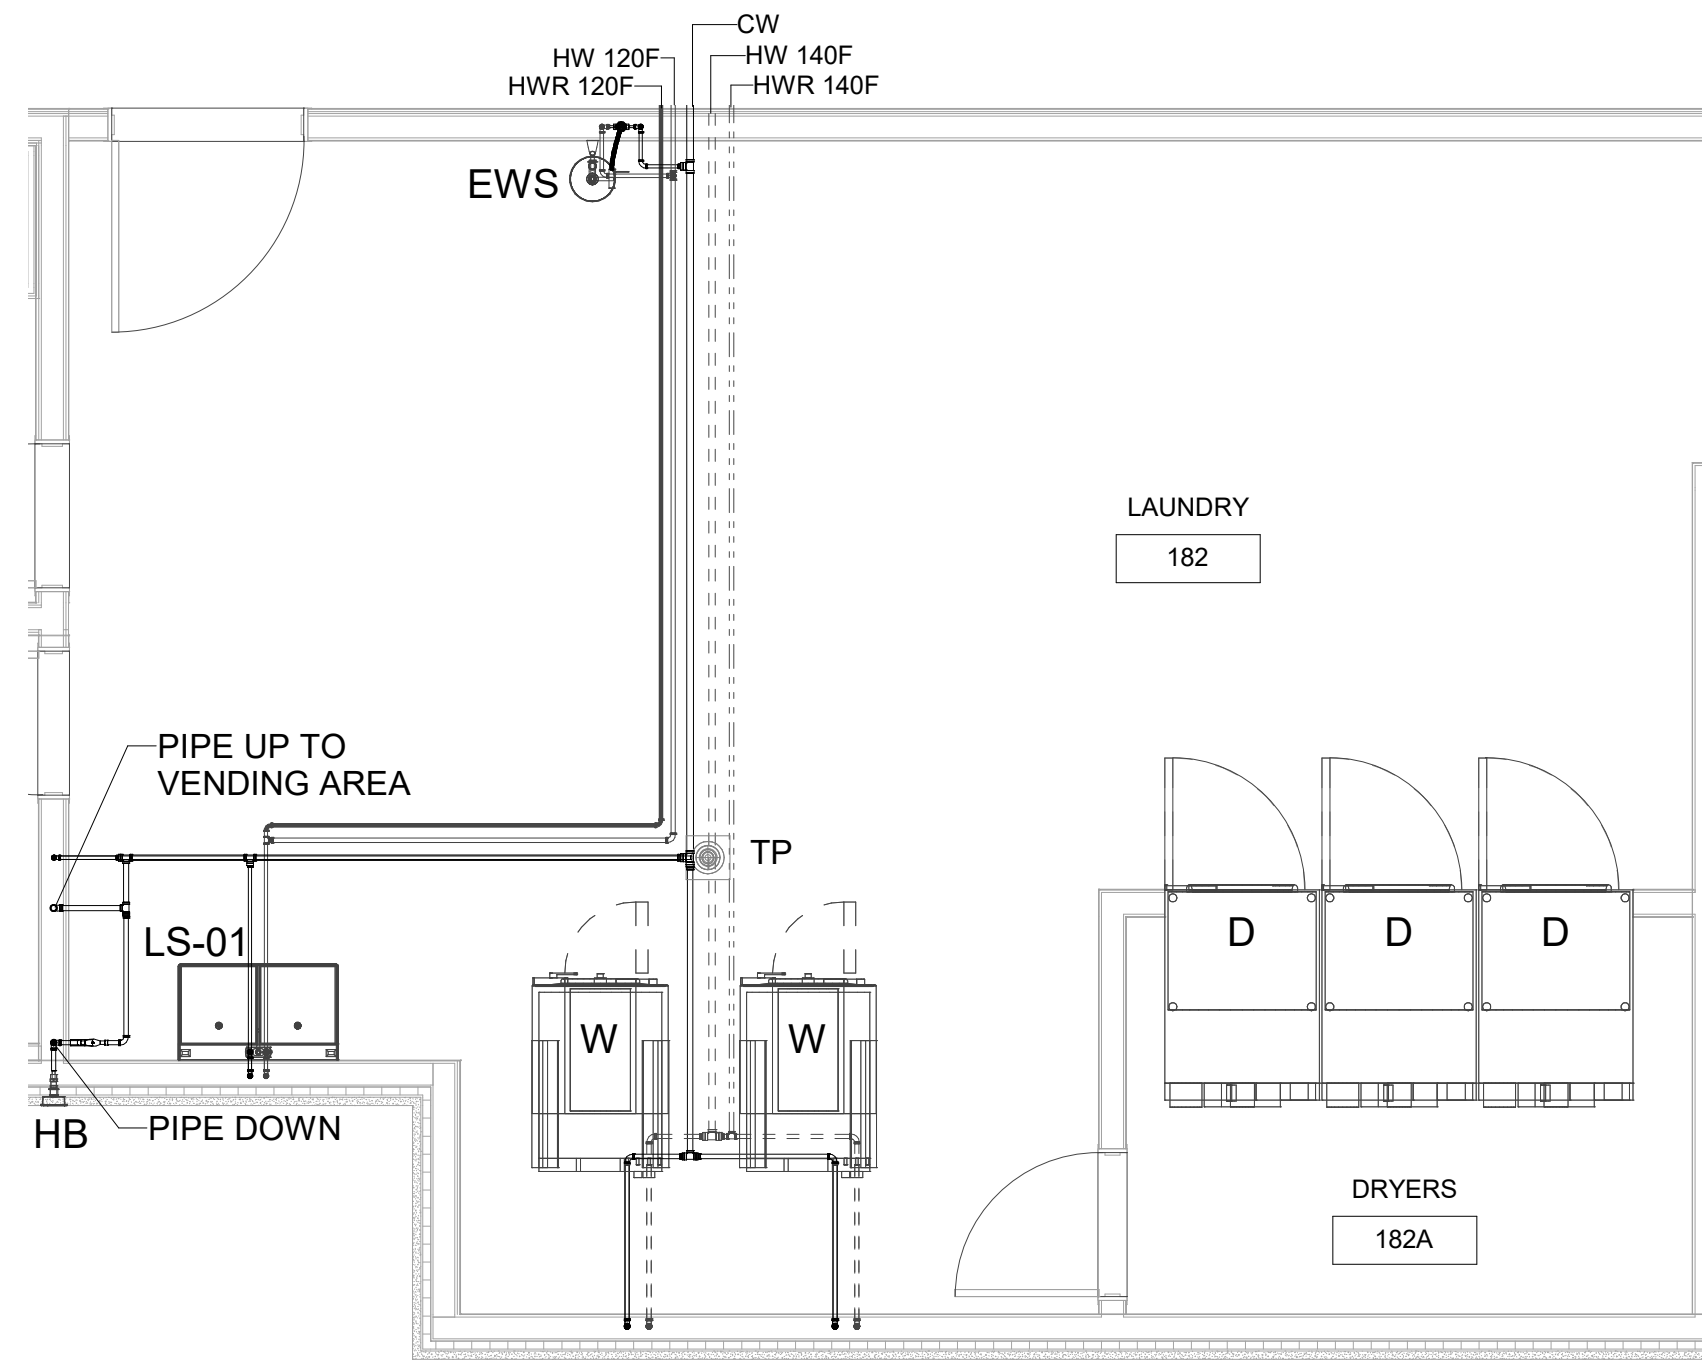 CW
HW 120F
HW 140F
HWR 120F
HWR 140F
EWS
LAUNDRY
182
PIPE UP TO
VENDING AREA
TP
LS-01
D
D
D
W
W
HB
PIPE DOWN
DRYERS
182A